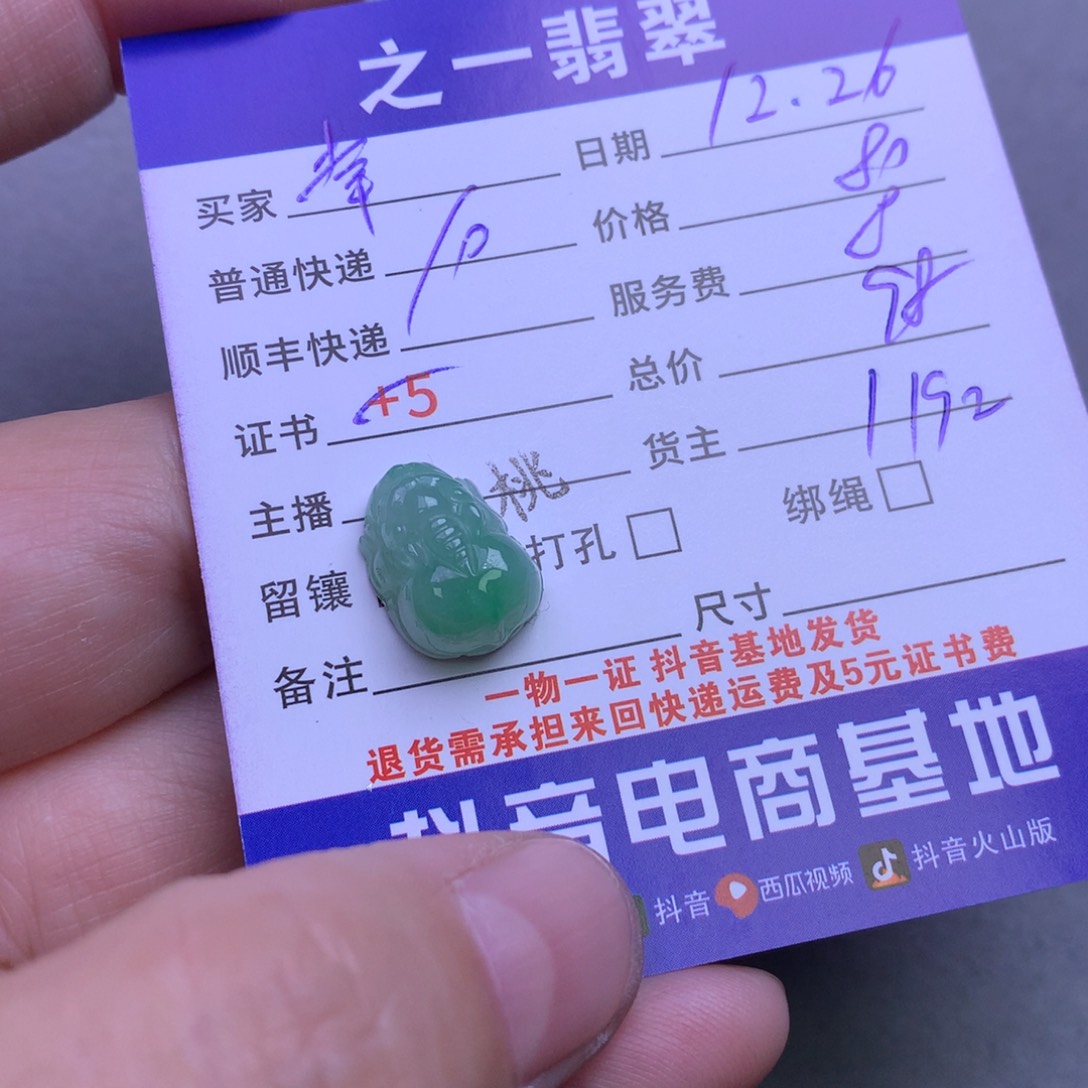 之一翡翠
买家 日期 12.26
普通快递 10 价格 80
顺丰快递 服务费 8
证书 +5 总价 98
主播 桃 货主 1192
留镶 打孔 绑绳
备注 尺寸
一物一证 抖音基地发货
退货需承担来回快递运费及5元证书费
抖音电商基地
抖音 西瓜视频 抖音火山版